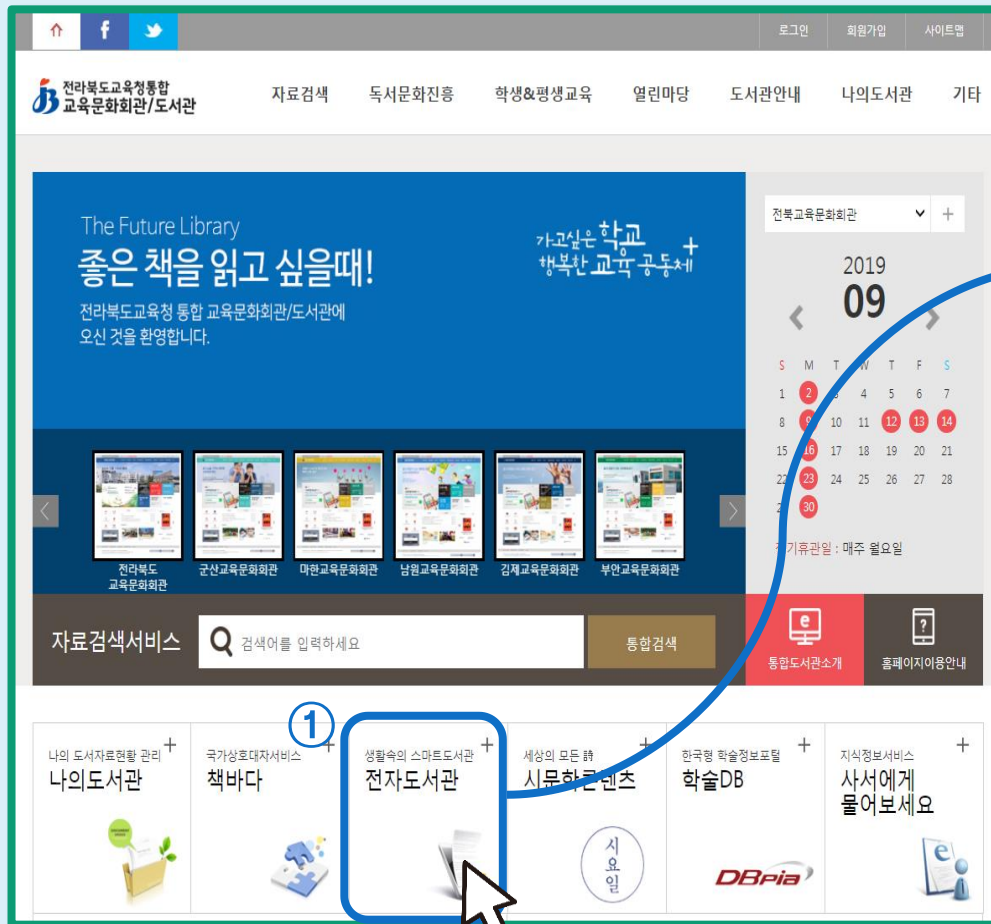 로그인 회원가입 사이트맵
전라북도교육청통합
교육문화회관/도서관
자료검색 독서문화진흥 학생&평생교육 열린마당 도서관안내 나의도서관 기타
The Future Library
좋은 책을 읽고 싶을때!
전라북도교육청 통합 교육문화회관/도서관에
오신 것을 환영합니다.
가고싶은 학교
행복한 교육 공동체
전북교육문화회관
2019
09
S M T W T F S
1 2 3 4 5 6 7
8 9 10 11 12 13 14
15 16 17 18 19 20 21
22 23 24 25 26 27 28
30
기휴관일 : 매주 월요일
전라북도
교육문화회관
군산교육문화회관
마한교육문화회관
남원교육문화회관
김제교육문화회관
부안교육문화회관
자료검색서비스
검색어를 입력하세요
통합검색
통합도서관소개
홈페이지이용안내
①
나의 도서자료현황 관리
나의도서관
국가상호대차서비스
책바다
생활속의 스마트도서관
전자도서관
세상의 모든 詩
시문학콘텐츠
시요일
한국형 학술정보포털
학술DB
DBpia
지식정보서비스
사서에게
물어보세요